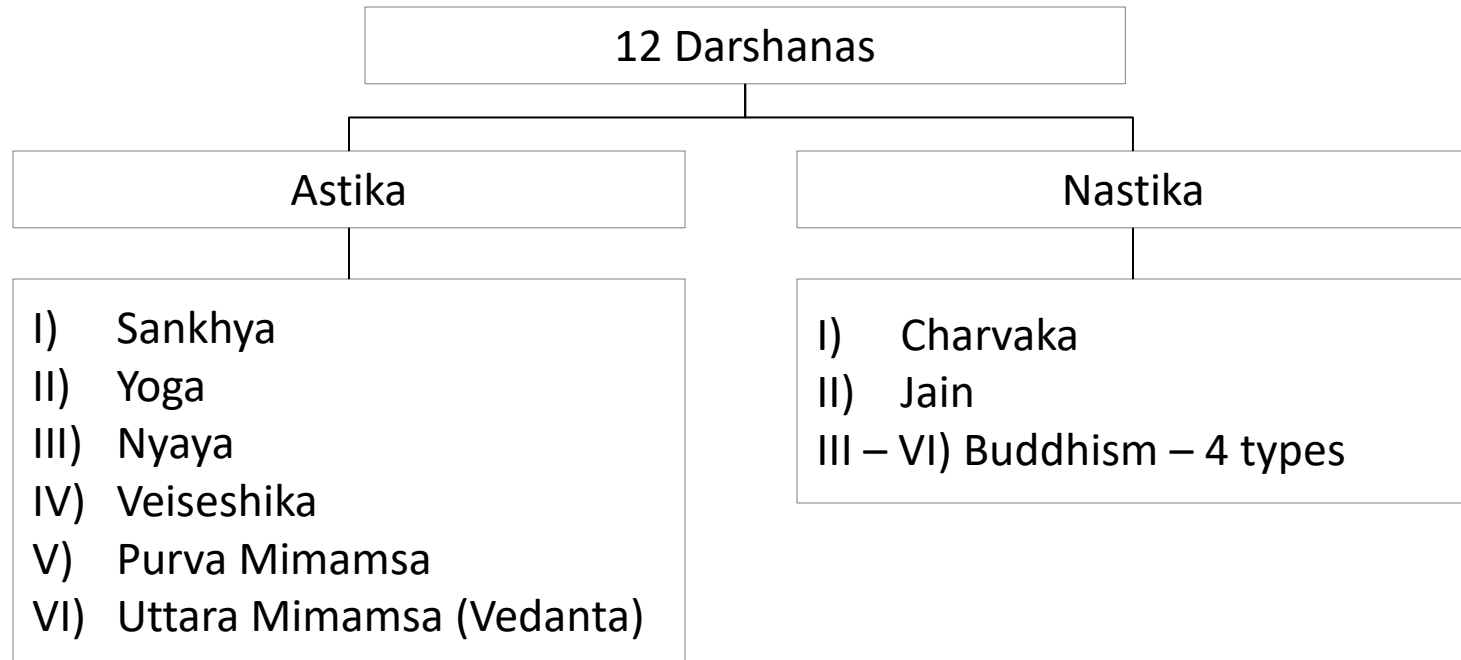 12 Darshanas
Astika
Nastika
I) Sankhya
II) Yoga
III) Nyaya
IV) Veiseshika
V) Purva Mimamsa
VI) Uttara Mimamsa (Vedanta)
I) Charvaka
II) Jain
III – VI) Buddhism – 4 types